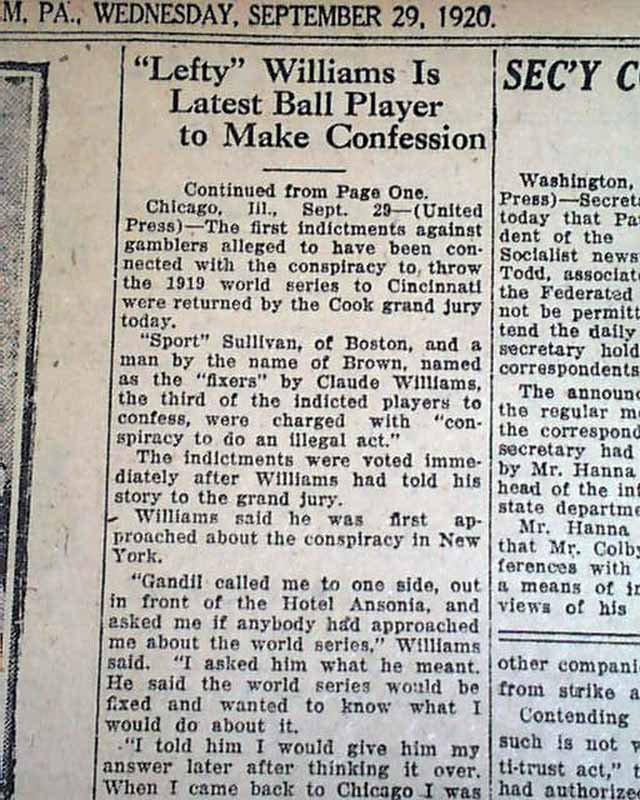 M, PA., WEDNESDAY, SEPTEMBER 29, 1920.
"Lefty" Williams Is
Latest Ball Player
to Make Confession
Continued from Page One.
Chicago, Ill., Sept. 29—(United
Press)—The first indictments against
gamblers alleged to have been con-
nected with the conspiracy to throw
the 1919 world series to Cincinnati
were returned by the Cook grand jury
today.
"Sport" Sullivan, of Boston, and a
man by the name of Brown, named
as the "fixers" by Claude Williams,
the third of the indicted players to
confess, were charged with "con-
spiracy to do an illegal act."
The indictments were voted imme-
diately after Williams had told his
story to the grand jury.
Williams said he was first ap-
proached about the conspiracy in New
York.
"Gandil called me to one side, out
in front of the Hotel Ansonia, and
asked me if anybody had approached
me about the world series," Williams
said. "I asked him what he meant.
He said the world series would be
fixed and wanted to know what I
would do about it.
"I told him I would give him my
answer later after thinking it over.
When I came back to Chicago I was
SEC'Y C
Washington,
Press)—Secreta
today that Pa
dent of the
Socialist news
Todd, associate
the Federated
not be permitt
tend the daily
secretary hold
correspondents
The announc
the regular m
the correspond
secretary had
by Mr. Hanna
head of the inf
state departme
Mr. Hanna
that Mr. Colby
ferences with
a means of in
views of his
other compani
from strike a
Contending
such is not w
ti-trust act," t
had authorize